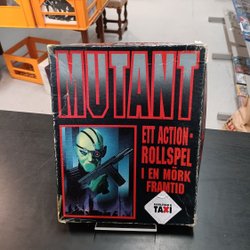 MUTANT
ETT ACTION-
ROLLSPEL
I EN MÖRK
FRAMTID
TAXI